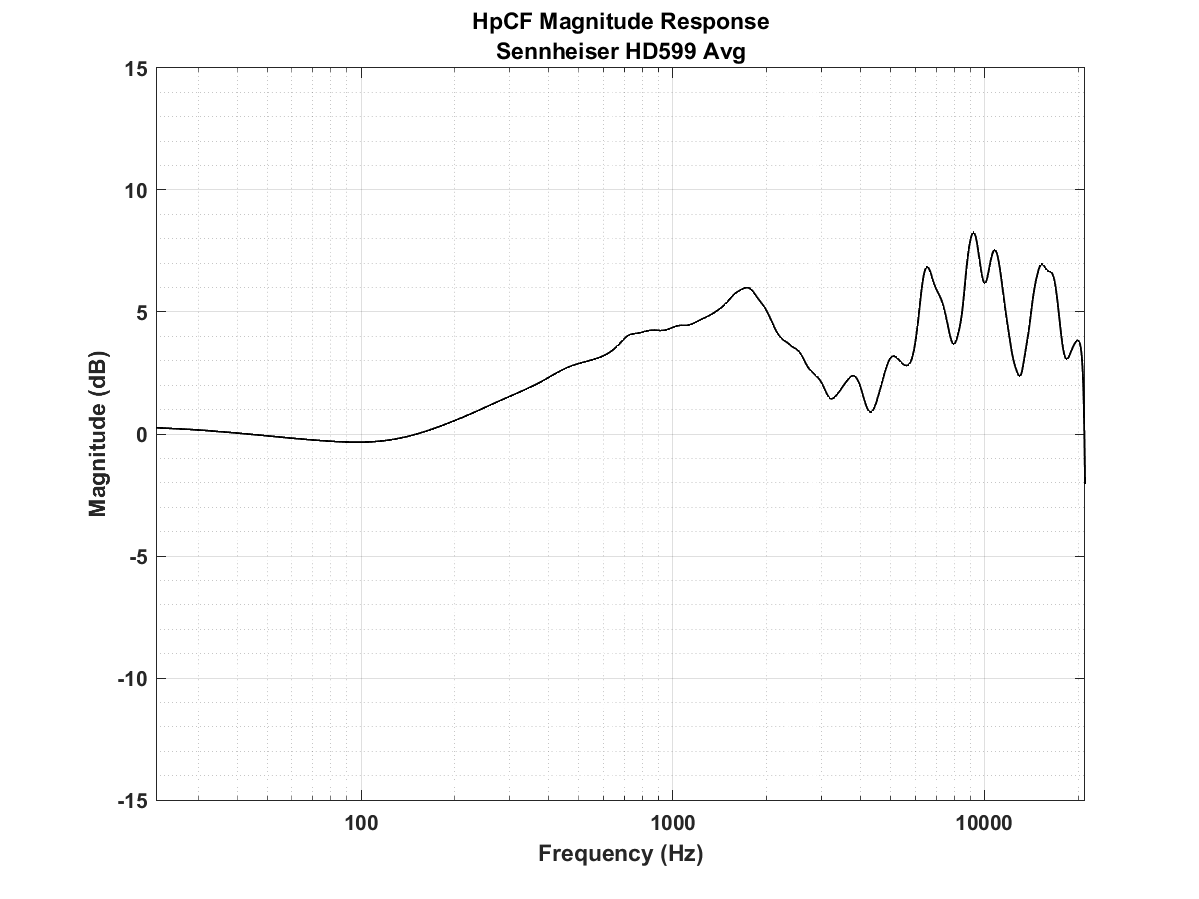 HpCF Magnitude Response
Sennheiser HD599 Avg
15
10
5
0
-5
-10
-15
Magnitude (dB)
100
1000
10000
Frequency (Hz)